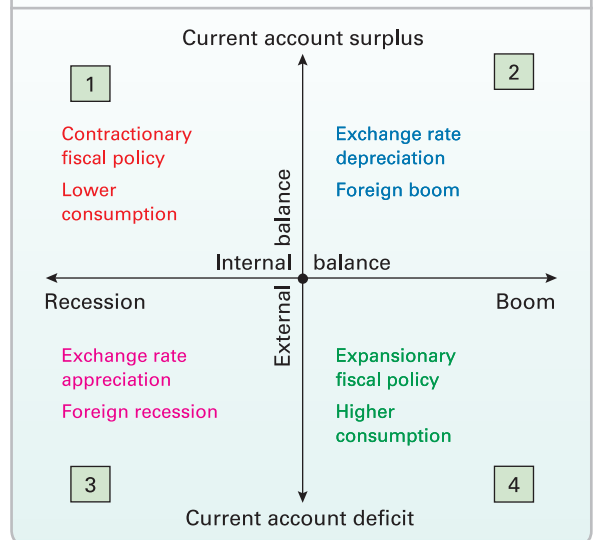 Current account surplus
1
2
Contractionary
fiscal policy
Lower
consumption
Exchange rate
depreciation
Foreign boom
Internal balance
External balance
Recession
Boom
Exchange rate
appreciation
Foreign recession
Expansionary
fiscal policy
Higher
consumption
3
4
Current account deficit